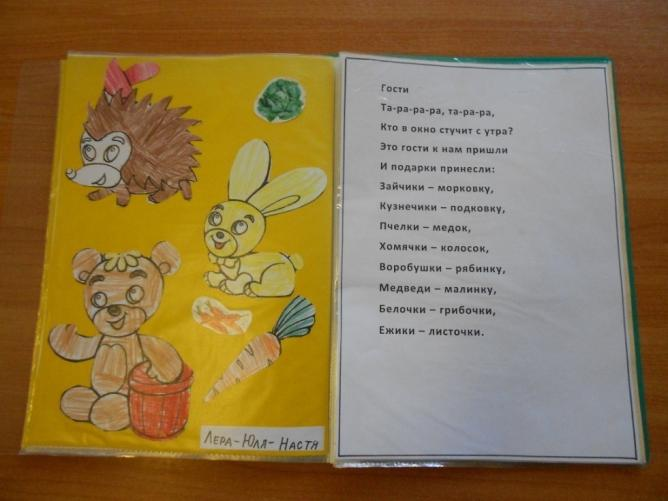 ЛЕРА-ЮЛЯ-НАСТЯ
Гости
Та-ра-ра-ра, та-ра-ра,
Кто в окно стучит с утра?
Это гости к нам пришли
И подарки принесли:
Зайчики – морковку,
Кузнечики – подковку,
Пчелки – медок,
Хомячки – колосок,
Воробушки – рябинку,
Медведи – малинку,
Белочки – грибочки,
Ежики – листочки.